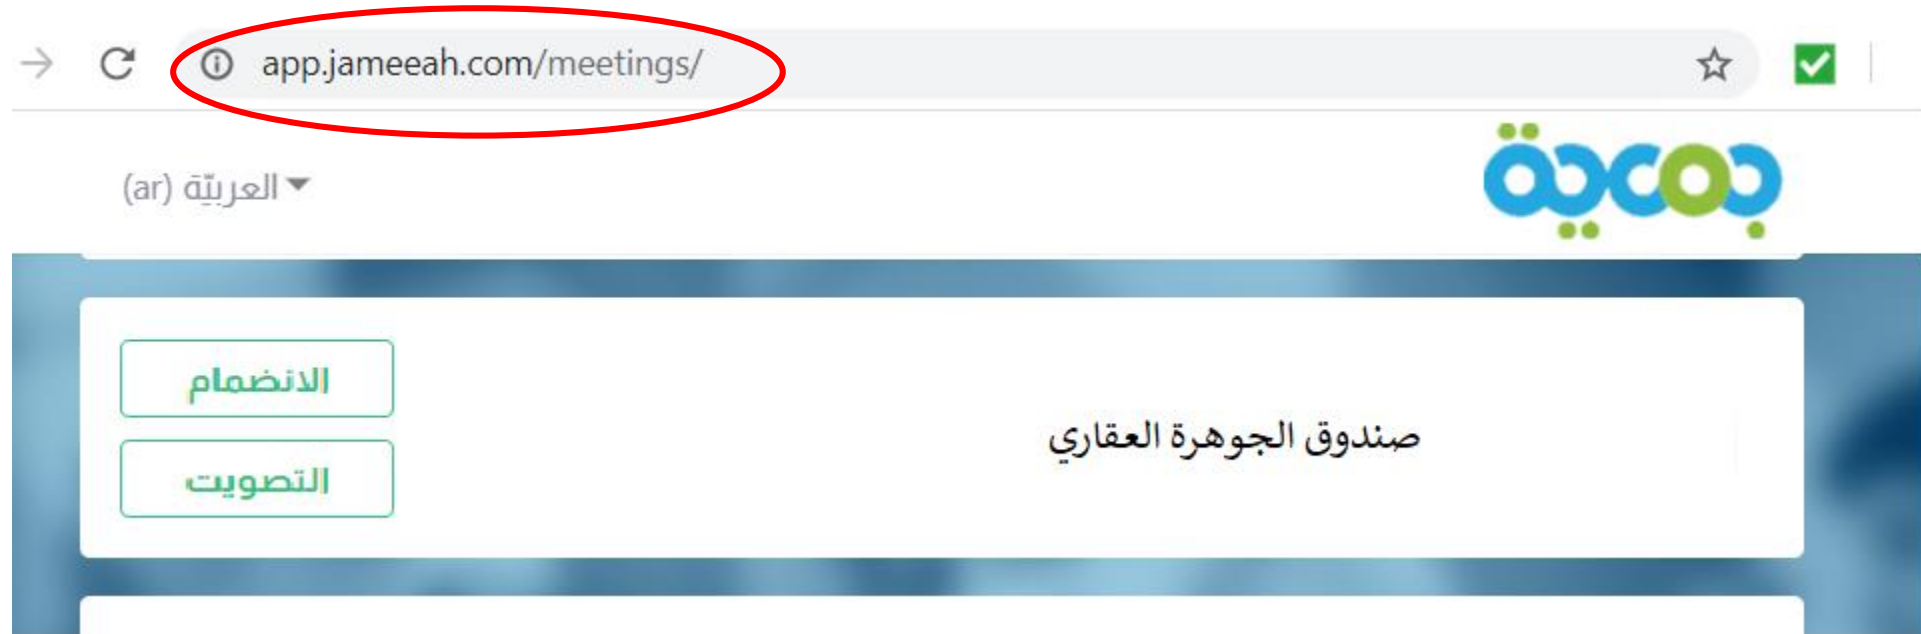 app.jameeah.com/meetings/
جمعية
العربيّة (ar)
الانضمام
صندوق الجوهرة العقاري
التصويت